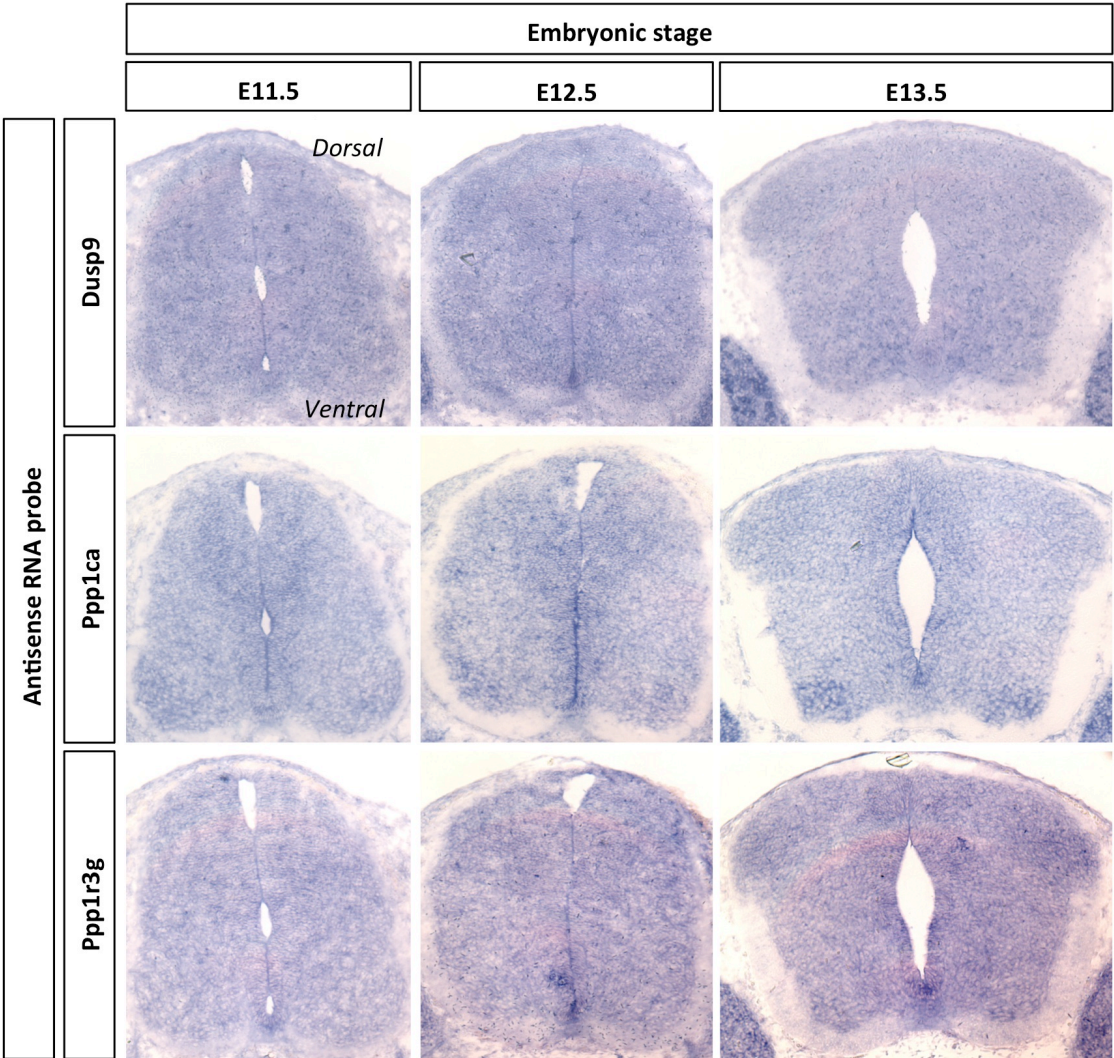 Embryonic stage
E11.5
E12.5
E13.5
Antisense RNA probe
Dusp9
Dorsal
Ventral
Ppp1ca
Ppp1r3g